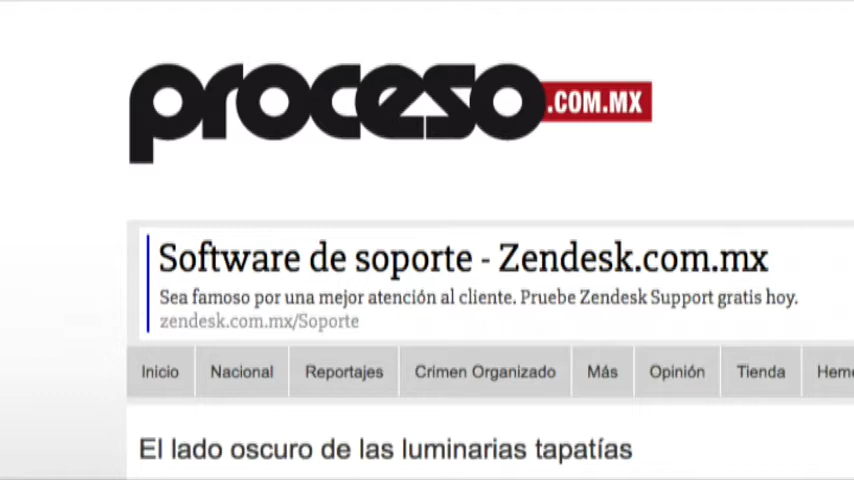 proceso .COM.MX
Software de soporte - Zendesk.com.mx
Sea famoso por una mejor atención al cliente. Pruebe Zendesk Support gratis hoy.
zendesk.com.mx/Soporte
Inicio Nacional Reportajes Crimen Organizado Más Opinión Tienda
El lado oscuro de las luminarias tapatías